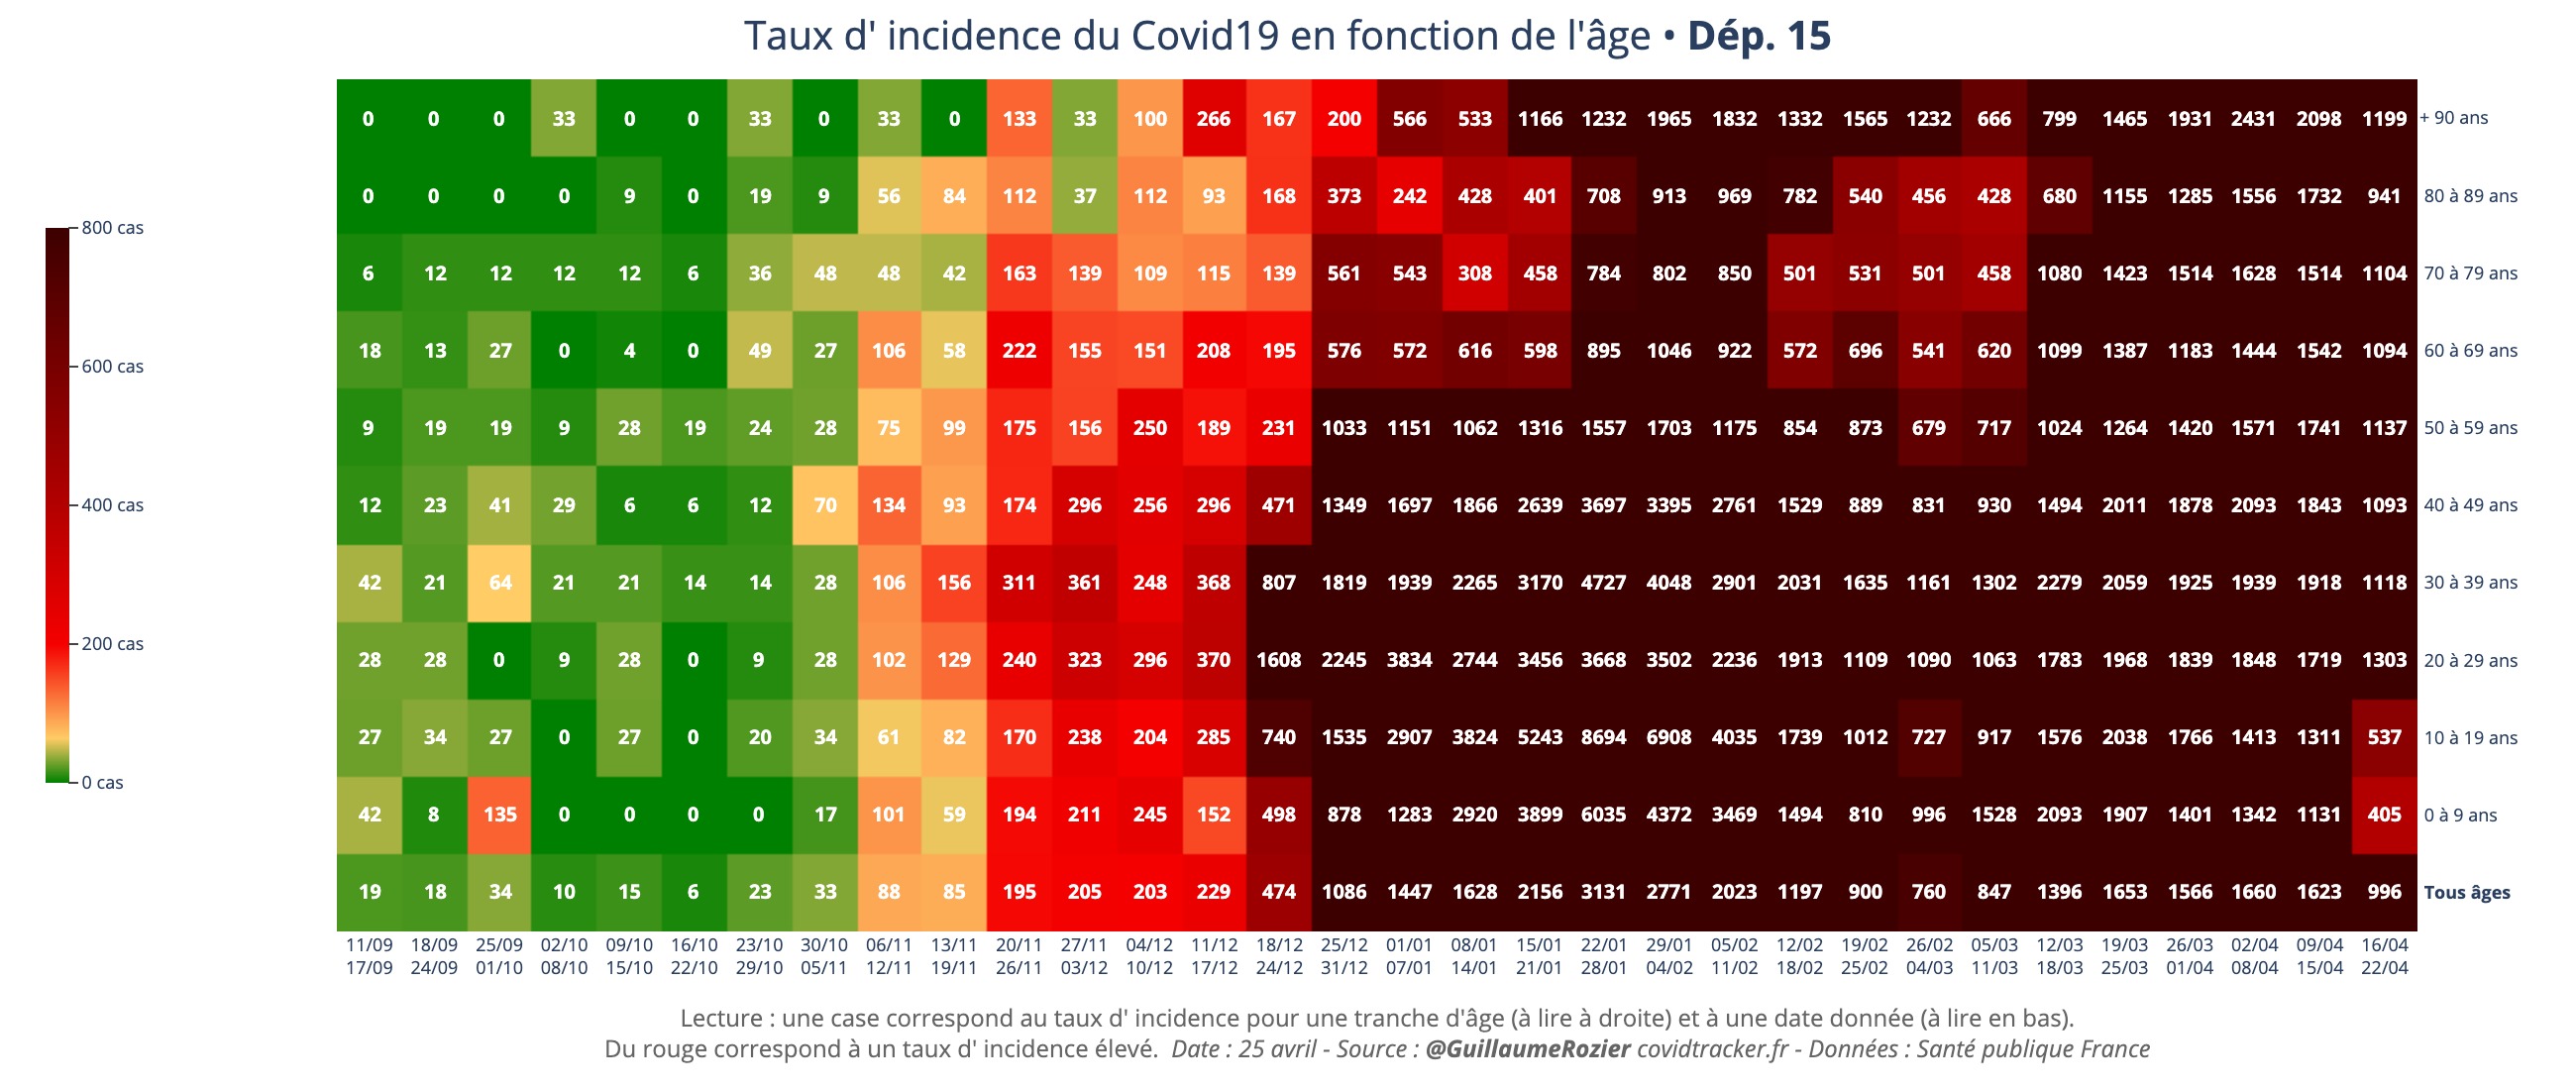 Taux d' incidence du Covid19 en fonction de l'âge • Dép. 15
0 0 0 33 0 0 33 0 33 0 133 33 100 266 167 200 566 533 1166 1232 1965 1832 1332 1565 1232 666 799 1465 1931 2431 2098 1199 + 90 ans
0 0 0 0 9 0 19 9 56 84 112 37 112 93 168 373 242 428 401 708 913 969 782 540 456 428 680 1155 1285 1556 1732 941 80 à 89 ans
6 12 12 12 12 6 36 48 48 42 163 139 109 115 139 561 543 308 458 784 802 850 501 531 501 458 1080 1423 1514 1628 1514 1104 70 à 79 ans
18 13 27 0 4 0 49 27 106 58 222 155 151 208 195 576 572 616 598 895 1046 922 572 696 541 620 1099 1387 1183 1444 1542 1094 60 à 69 ans
9 19 19 9 28 19 24 28 75 99 175 156 250 189 231 1033 1151 1062 1316 1557 1703 1175 854 873 679 717 1024 1264 1420 1571 1741 1137 50 à 59 ans
12 23 41 29 6 6 12 70 134 93 174 296 256 296 471 1349 1697 1866 2639 3697 3395 2761 1529 889 831 930 1494 2011 1878 2093 1843 1093 40 à 49 ans
42 21 64 21 21 14 14 28 106 156 311 361 248 368 807 1819 1939 2265 3170 4727 4048 2901 2031 1635 1161 1302 2279 2059 1925 1939 1918 1118 30 à 39 ans
28 28 0 9 28 0 9 28 102 129 240 323 296 370 1608 2245 3834 2744 3456 3668 3502 2236 1913 1109 1090 1063 1783 1968 1839 1848 1719 1303 20 à 29 ans
27 34 27 0 27 0 20 34 61 82 170 238 204 285 740 1535 2907 3824 5243 8694 6908 4035 1739 1012 727 917 1576 2038 1766 1413 1311 537 10 à 19 ans
42 8 135 0 0 0 0 17 101 59 194 211 245 152 498 878 1283 2920 3899 6035 4372 3469 1494 810 996 1528 2093 1907 1401 1342 1131 405 0 à 9 ans
19 18 34 10 15 6 23 33 88 85 195 205 203 229 474 1086 1447 1628 2156 3131 2771 2023 1197 900 760 847 1396 1653 1566 1660 1623 996 Tous âges
11/09 18/09 25/09 02/10 09/10 16/10 23/10 30/10 06/11 13/11 20/11 27/11 04/12 11/12 18/12 25/12 01/01 08/01 15/01 22/01 29/01 05/02 12/02 19/02 26/02 05/03 12/03 19/03 26/03 02/04 09/04 16/04
17/09 24/09 01/10 08/10 15/10 22/10 29/10 05/11 12/11 19/11 26/11 03/12 10/12 17/12 24/12 31/12 07/01 14/01 21/01 28/01 04/02 11/02 18/02 25/02 04/03 11/03 18/03 25/03 01/04 08/04 15/04 22/04
800 cas
600 cas
400 cas
200 cas
0 cas
Lecture : une case correspond au taux d' incidence pour une tranche d'âge (à lire à droite) et à une date donnée (à lire en bas).
Du rouge correspond à un taux d' incidence élevé. Date : 25 avril - Source : @GuillaumeRozier covidtracker.fr - Données : Santé publique France